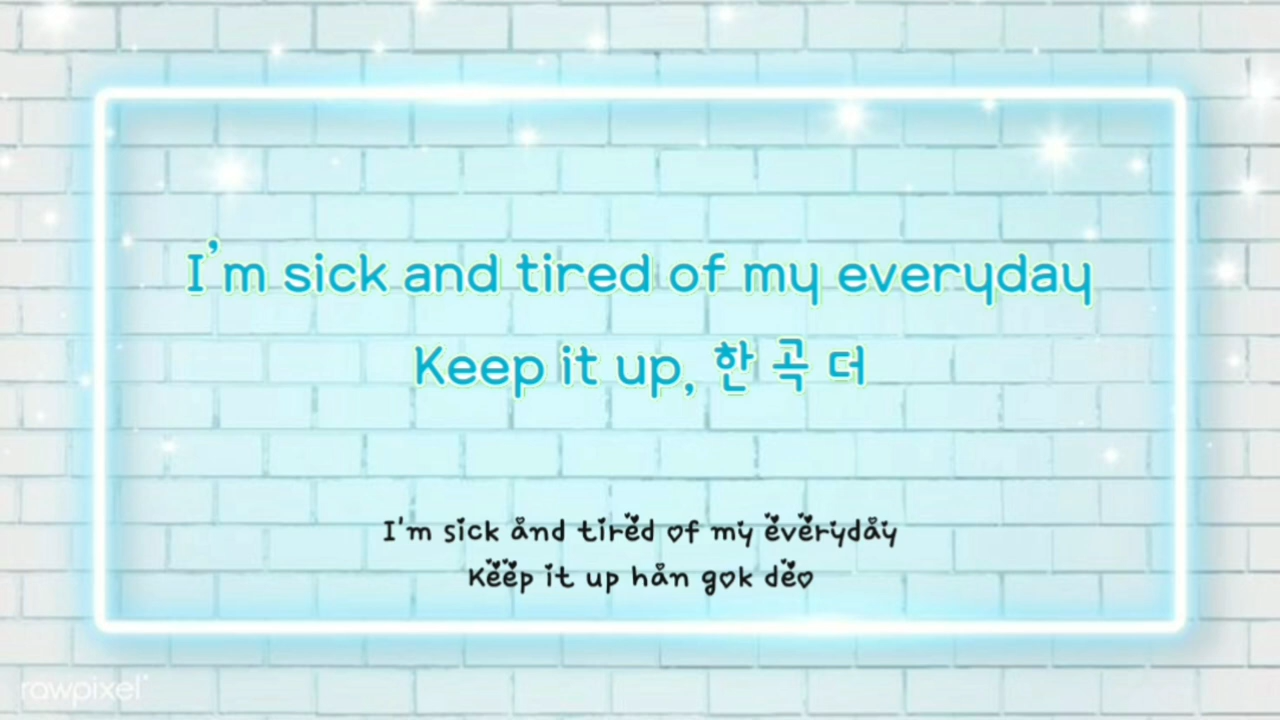 I’m sick and tired of my everyday
Keep it up, 한 곡 더
I'm sick and tired of my everyday
Keep it up han gok deo
rawpixel